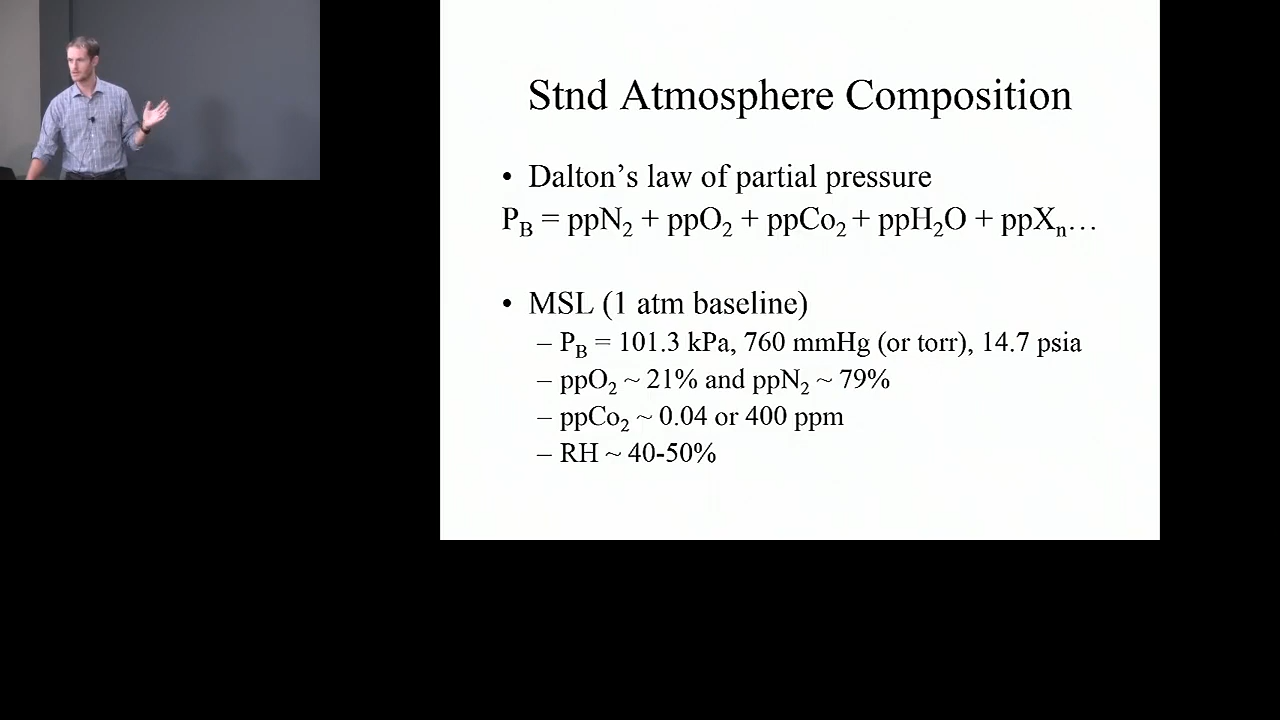 Stnd Atmosphere Composition
• Dalton’s law of partial pressure
P_B = ppN₂ + ppO₂ + ppCo₂ + ppH₂O + ppXₙ…
• MSL (1 atm baseline)
– P_B = 101.3 kPa, 760 mmHg (or torr), 14.7 psia
– ppO₂ ~ 21% and ppN₂ ~ 79%
– ppCo₂ ~ 0.04 or 400 ppm
– RH ~ 40-50%